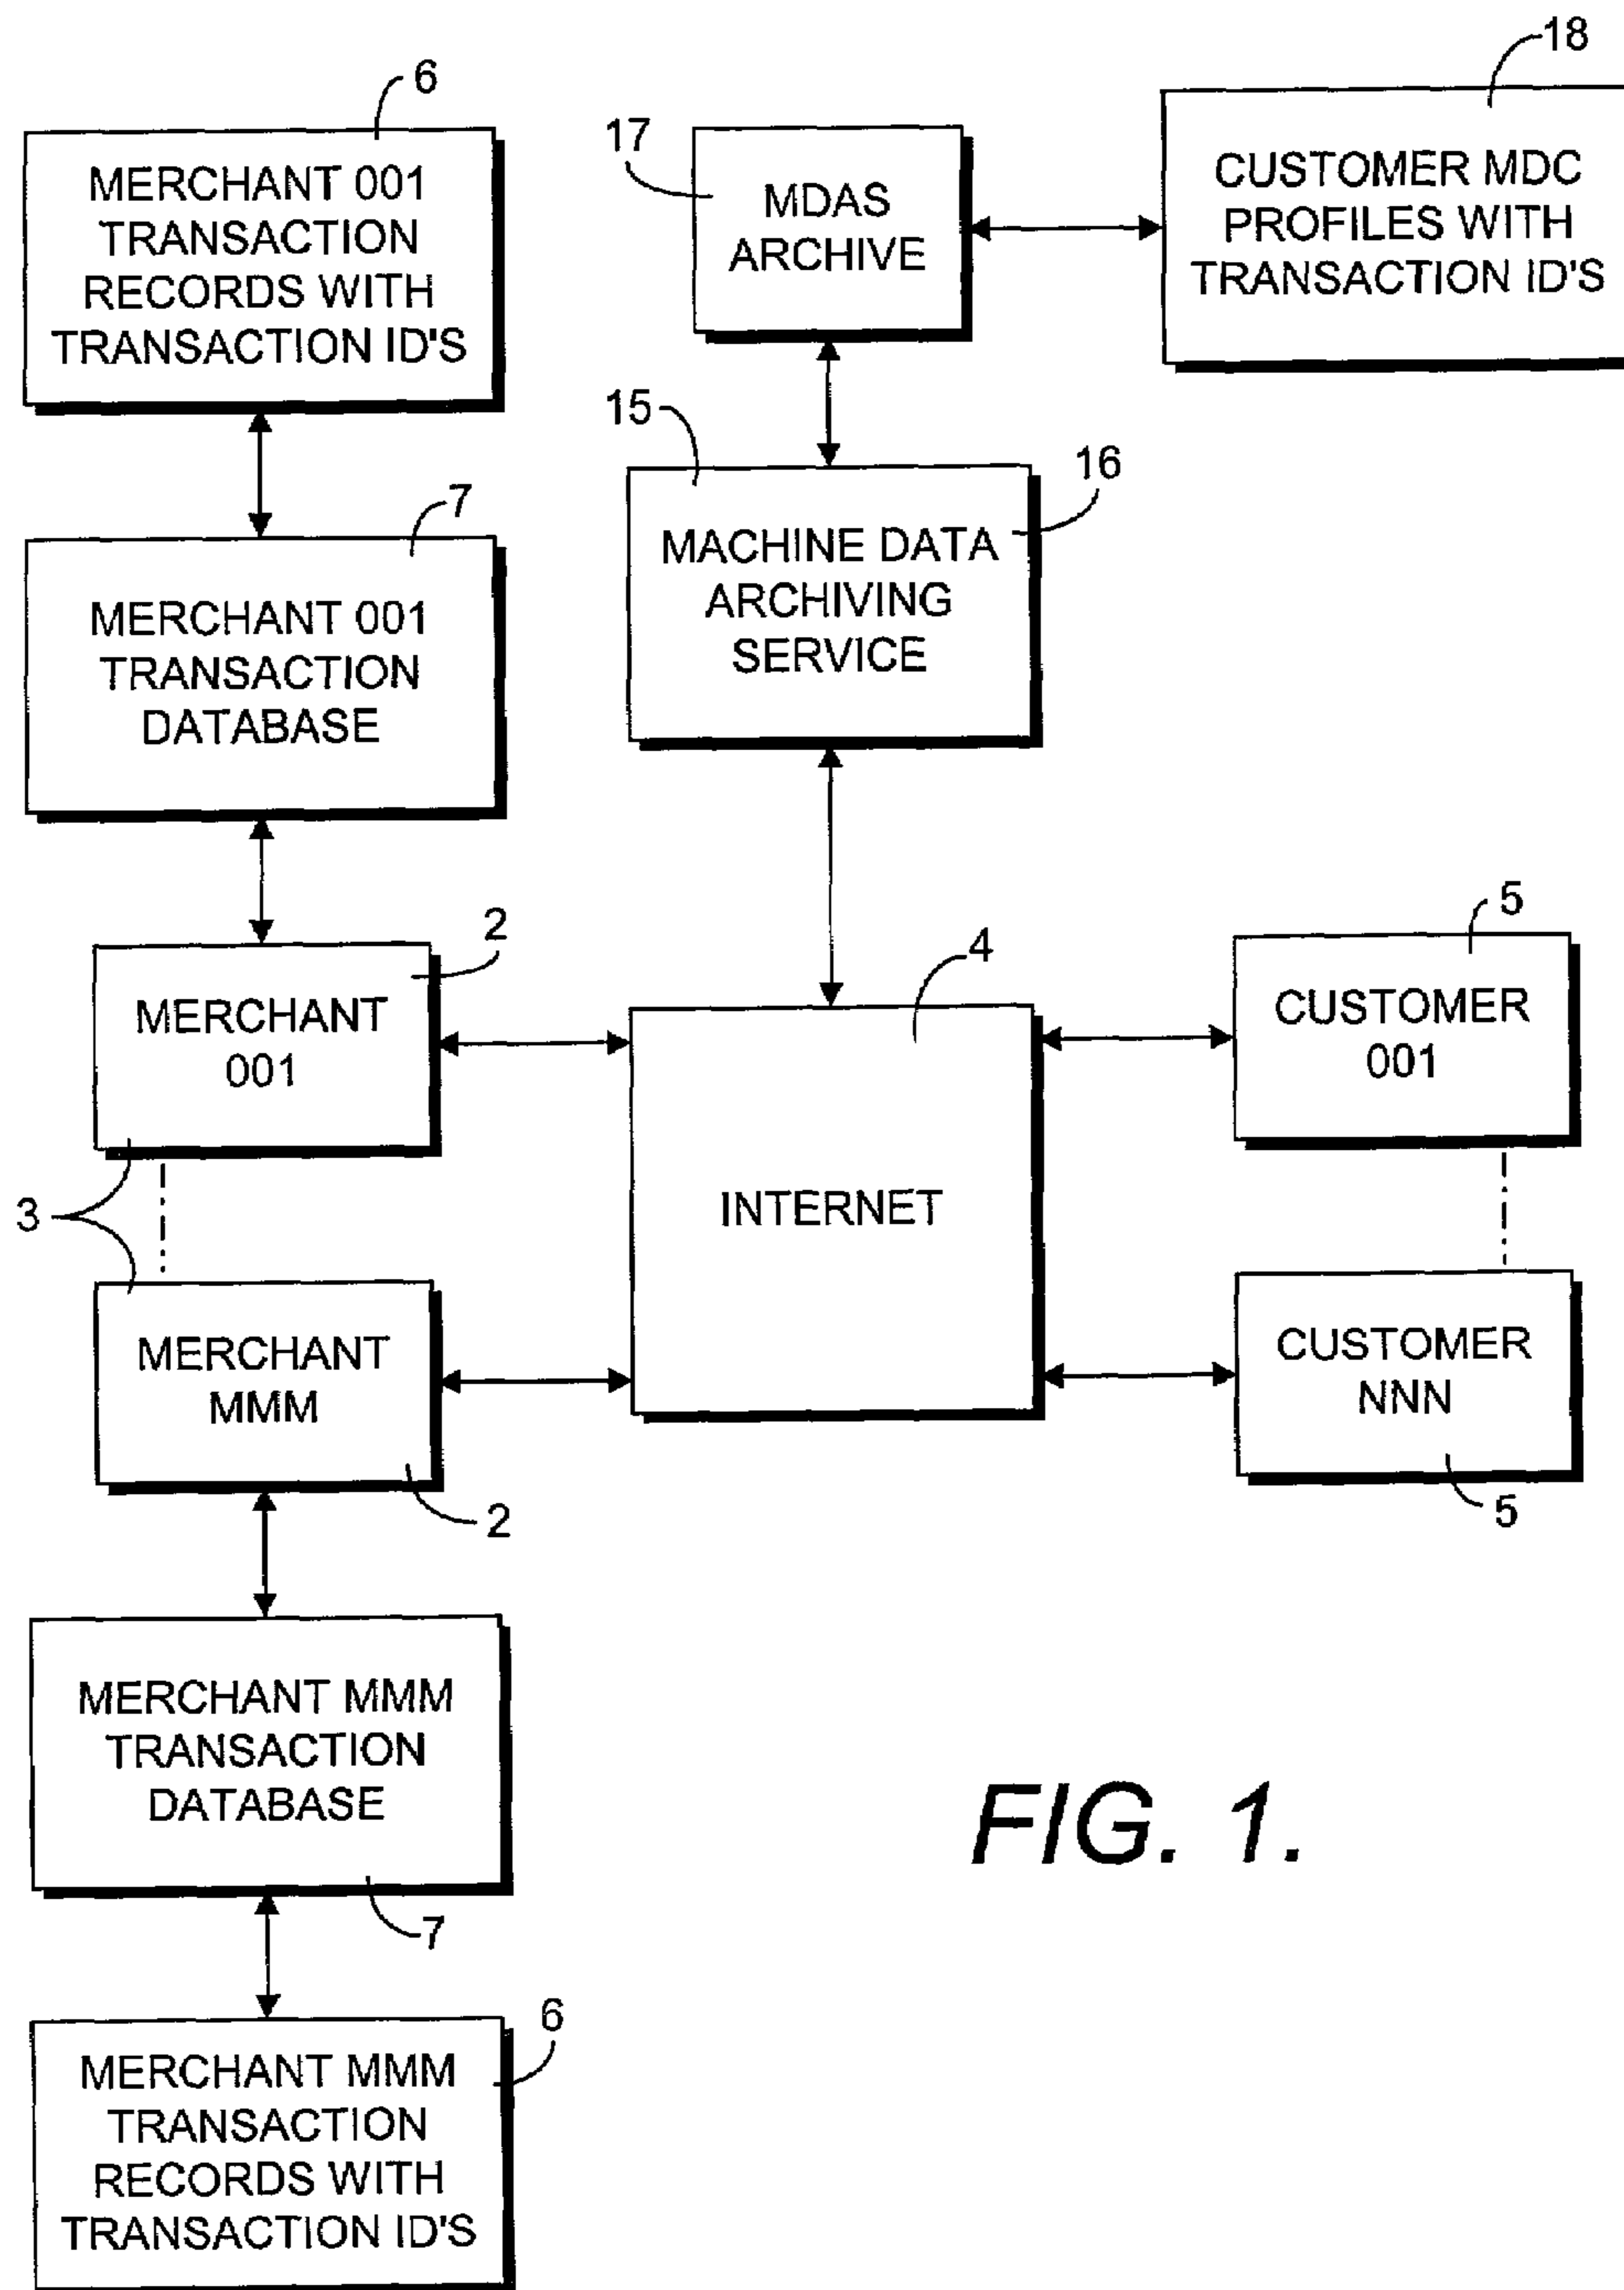 6
MERCHANT 001
TRANSACTION
RECORDS WITH
TRANSACTION ID'S
17
MDAS
ARCHIVE
18
CUSTOMER MDC
PROFILES WITH
TRANSACTION ID'S
7
MERCHANT 001
TRANSACTION
DATABASE
15
16
MACHINE DATA
ARCHIVING
SERVICE
2
MERCHANT
001
3
4
INTERNET
5
CUSTOMER
001
MERCHANT
MMM
2
CUSTOMER
NNN
5
MERCHANT MMM
TRANSACTION
DATABASE
7
6
MERCHANT MMM
TRANSACTION
RECORDS WITH
TRANSACTION ID'S
FIG. 1.